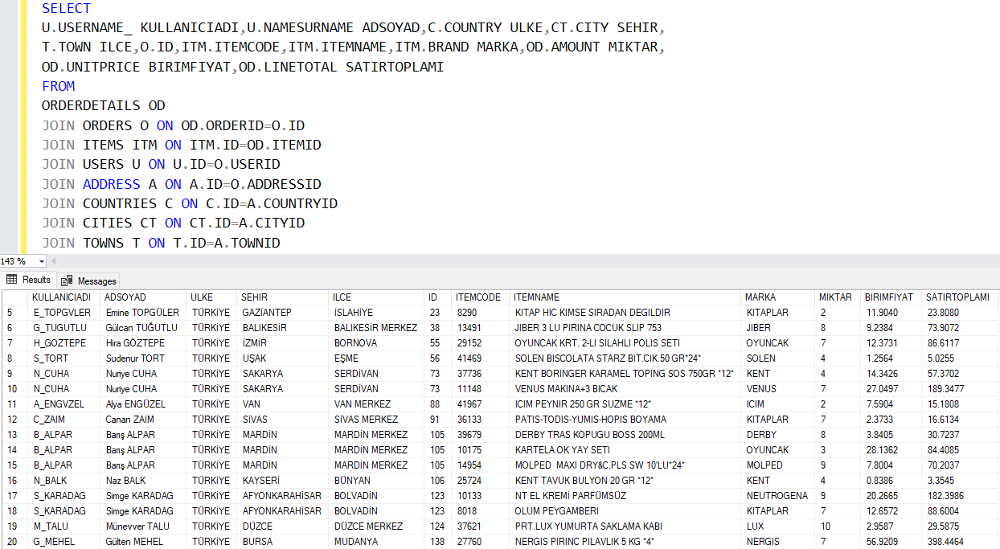 SELECT
U.USERNAME_ KULLANICIADI,U.NAMESURNAME ADSOYAD,C.COUNTRY ULKE,CT.CITY SEHIR,
T.TOWN ILCE,O.ID,ITM.ITEMCODE,ITM.ITEMNAME,ITM.BRAND MARKA,OD.AMOUNT MIKTAR,
OD.UNITPRICE BIRIMFIYAT,OD.LINETOTAL SATIRTOPLAMI
FROM
ORDERDETAILS OD
JOIN ORDERS O ON OD.ORDERID=O.ID
JOIN ITEMS ITM ON ITM.ID=OD.ITEMID
JOIN USERS U ON U.ID=O.USERID
JOIN ADDRESS A ON A.ID=O.ADDRESSID
JOIN COUNTRIES C ON C.ID=A.COUNTRYID
JOIN CITIES CT ON CT.ID=A.CITYID
JOIN TOWNS T ON T.ID=A.TOWNID
143 %
Results Messages
KULLANICIADI ADSOYAD ULKE SEHIR ILCE ID ITEMCODE ITEMNAME MARKA MIKTAR BIRIMFIYAT SATIRTOPLAMI
5 E_TOPGVLER Emine TOPGÜLER TÜRKİYE GAZİANTEP İSLAHİYE 23 8290 KITAP HIC KIMSE SIRADAN DEGILDIR KITAPLAR 2 11.9040 23.8080
6 G_TUGUTLU Gülcan TUĞUTLU TÜRKİYE BALIKESİR BALIKESİR MERKEZ 38 13491 JIBER 3 LU PIRINA COCUK SLIP 753 JIBER 8 9.2384 73.9072
7 H_GOZTEPE Hira GÖZTEPE TÜRKİYE İZMİR BORNOVA 55 29152 OYUNCAK KRT. 2-LI SILAHLI POLIS SETI OYUNCAK 7 12.3731 86.6117
8 S_TORT Sudenur TORT TÜRKİYE UŞAK EŞME 56 41469 SOLEN BISCOLATA STARZ BIT.CIK.50 GR*24* SOLEN 4 1.2564 5.0255
9 N_CUHA Nuriye CUHA TÜRKİYE SAKARYA SERDİVAN 73 37736 KENT BORINGER KARAMEL TOPING SOS 750GR *12* KENT 4 14.3426 57.3702
10 N_CUHA Nuriye CUHA TÜRKİYE SAKARYA SERDİVAN 73 11148 VENUS MAKINA+3 BICAK VENUS 7 27.0497 189.3477
11 A_ENGVZEL Alya ENGÜZEL TÜRKİYE VAN VAN MERKEZ 88 41967 ICIM PEYNIR 250 GR SUZME *12* ICIM 2 7.5904 15.1808
12 C_ZAIM Canan ZAİM TÜRKİYE SİVAS SİVAS MERKEZ 91 36133 PATIS-TODIS-YUMIS-HOPIS BOYAMA KITAPLAR 7 2.3733 16.6134
13 B_ALPAR Barış ALPAR TÜRKİYE MARDİN MARDİN MERKEZ 105 39679 DERBY TRAS KOPUGU BOSS 200ML DERBY 8 3.8405 30.7237
14 B_ALPAR Barış ALPAR TÜRKİYE MARDİN MARDİN MERKEZ 105 10175 KARTELA OK YAY SETI OYUNCAK 3 28.1362 84.4085
15 B_ALPAR Barış ALPAR TÜRKİYE MARDİN MARDİN MERKEZ 105 14954 MOLPED  MAXI DRY&C.PLS SW 10'LU*24* MOLPED 9 7.8004 70.2037
16 N_BALK Naz BALK TÜRKİYE KAYSERİ BÜNYAN 106 25724 KENT TAVUK BULYON 20 GR *12* KENT 4 0.8386 3.3545
17 S_KARADAG Simge KARADAG TÜRKİYE AFYONKARAHİSAR BOLVADİN 123 10133 NT EL KREMİ PARFÜMSÜZ NEUTROGENA 9 20.2665 182.3986
18 S_KARADAG Simge KARADAG TÜRKİYE AFYONKARAHİSAR BOLVADİN 123 8018 OLUM PEYGAMBERI KITAPLAR 7 12.6572 88.6004
19 M_TALU Münevver TALU TÜRKİYE DÜZCE DÜZCE MERKEZ 124 37621 PRT.LUX YUMURTA SAKLAMA KABI LUX 10 2.9587 29.5875
20 G_MEHEL Gülten MEHEL TÜRKİYE BURSA MUDANYA 138 27760 NERGIS PIRINC PILAVLIK 5 KG *4* NERGIS 7 56.9209 398.4464